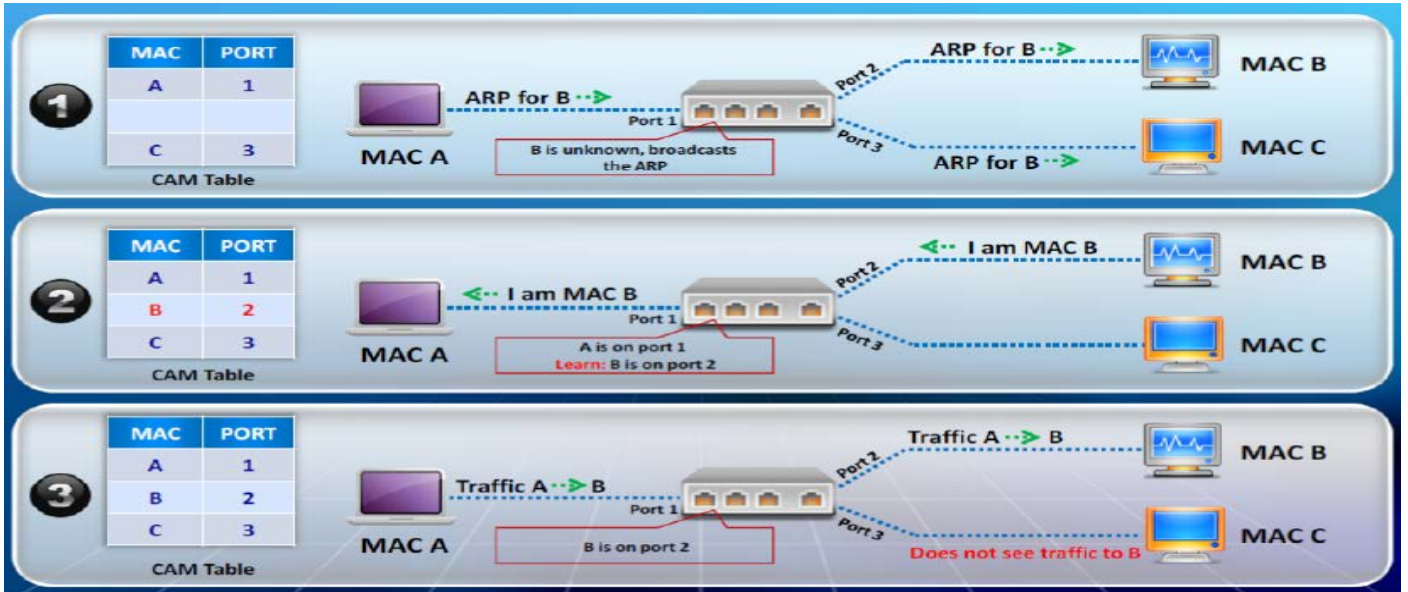 1
MAC PORT
A 1
C 3
CAM Table
MAC A
ARP for B
Port 1
B is unknown, broadcasts
the ARP
Port 2
ARP for B
MAC B
Port 3
ARP for B
MAC C
2
MAC PORT
A 1
B 2
C 3
CAM Table
MAC A
I am MAC B
Port 1
A is on port 1
Learn: B is on port 2
Port 2
I am MAC B
MAC B
Port 3
MAC C
3
MAC PORT
A 1
B 2
C 3
CAM Table
MAC A
Traffic A B
Port 1
B is on port 2
Port 2
Traffic A B
MAC B
Port 3
Does not see traffic to B
MAC C